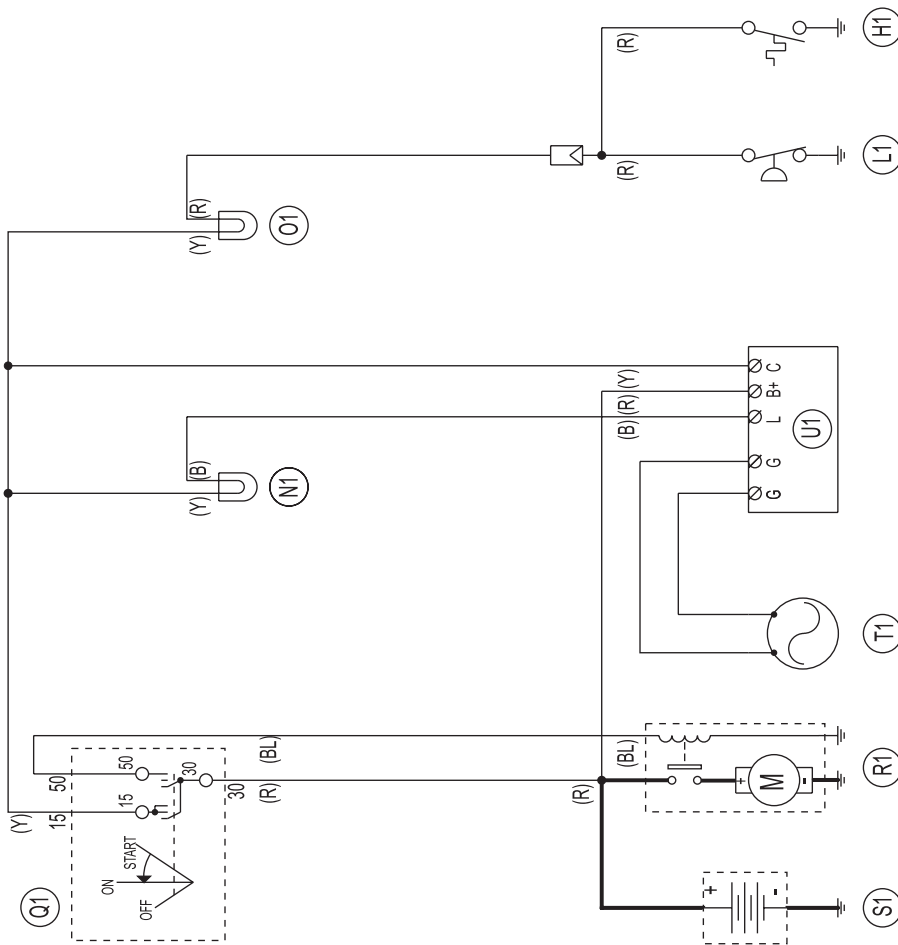 H1
(R)
(R)
L1
(R)
(Y)
O1
C
(Y)
B+
(R)
L
(B)
U1
(B)
G
(Y)
N1
G
T1
(BL)
(BL)
R1
50
50
30
30
(R)
(R)
+
M
-
(Y)
15
15
START
ON
OFF
Q1
+
-
S1